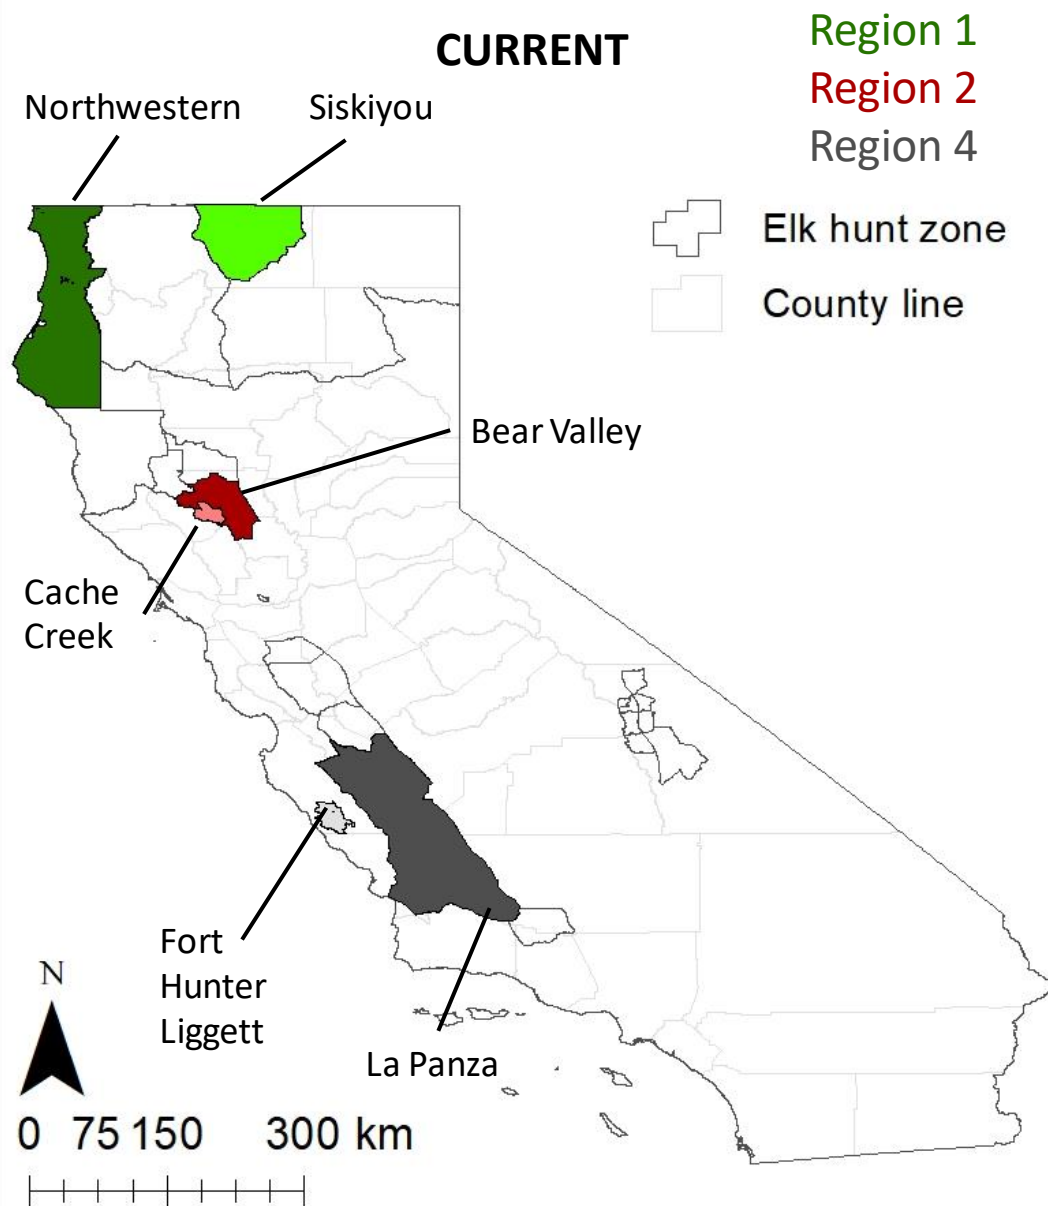 CURRENT
Region 1
Region 2
Region 4
Northwestern
Siskiyou
Elk hunt zone
County line
Bear Valley
Cache
Creek
Fort
Hunter
Liggett
La Panza
N
0 75 150 300 km